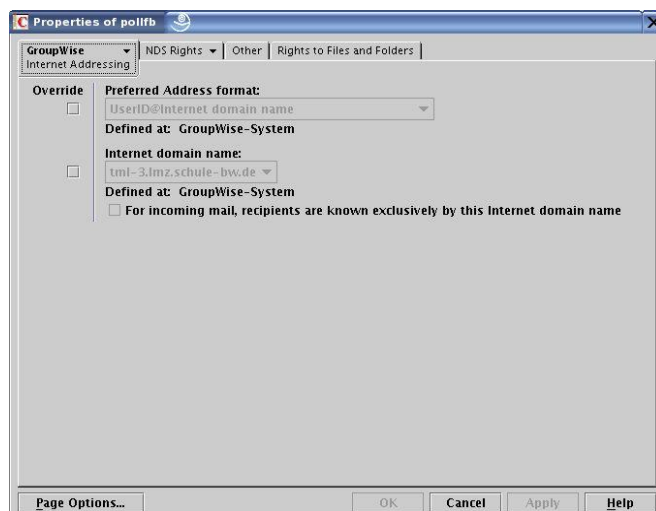 Properties of pollfb
GroupWise NDS Rights Other Rights to Files and Folders
Internet Addressing
Override Preferred Address format:
UserID@Internet domain name
Defined at: GroupWise-System
Internet domain name:
tml-3.lmz.schule-bw.de
Defined at: GroupWise-System
For incoming mail, recipients are known exclusively by this Internet domain name
Page Options... OK Cancel Apply Help